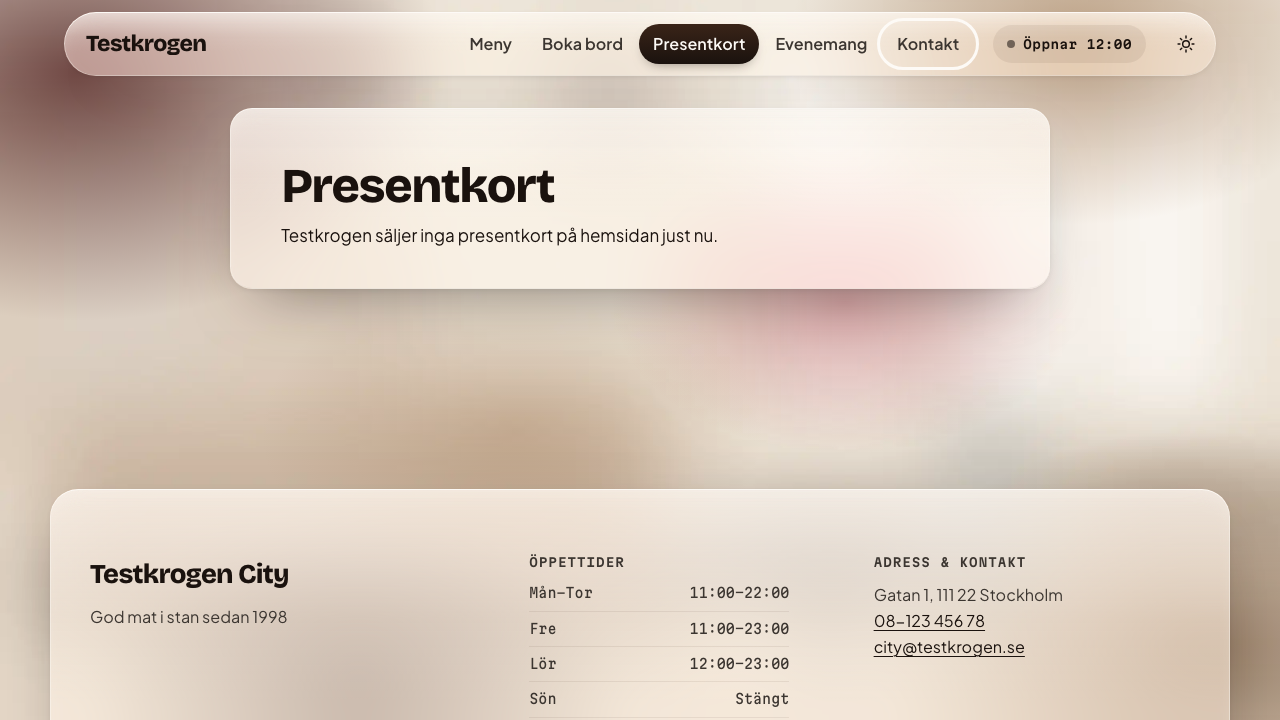 Testkrogen
Meny
Boka bord
Presentkort
Evenemang
Kontakt
Öppnar 12:00
Presentkort
Testkrogen säljer inga presentkort på hemsidan just nu.
Testkrogen City
God mat i stan sedan 1998
ÖPPETTIDER
Mån–Tor 11:00–22:00
Fre 11:00–23:00
Lör 12:00–23:00
Sön Stängt
ADRESS & KONTAKT
Gatan 1, 111 22 Stockholm
08-123 456 78
city@testkrogen.se